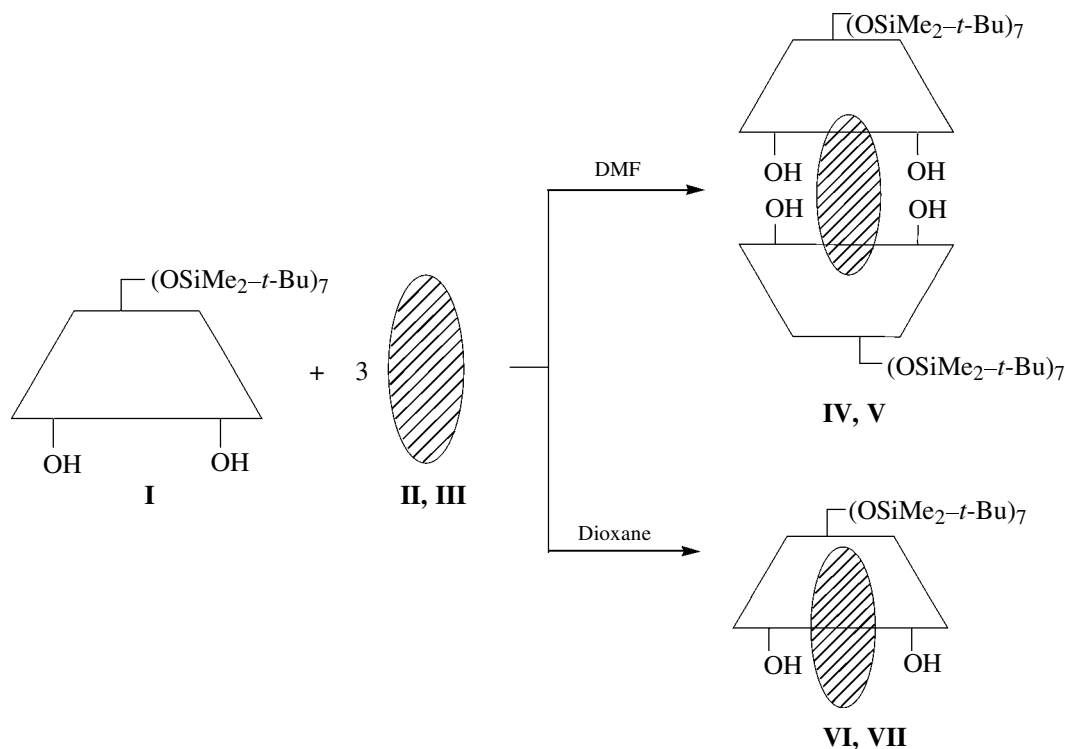 (OSiMe2–t-Bu)7
OH
OH
DMF
OH
OH
(OSiMe2–t-Bu)7
+ 3
(OSiMe2–t-Bu)7
IV, V
OH
OH
I
II, III
(OSiMe2–t-Bu)7
Dioxane
OH
OH
VI, VII